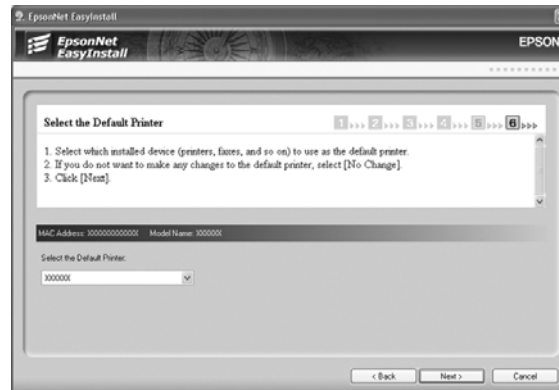 EpsonNet EasyInstall
EpsonNet
EasyInstall
EPSON
Select the Default Printer
1 2 3 4 5 6
1. Select which installed device (printers, faxes, and so on) to use as the default printer.
2. If you do not want to make any changes to the default printer, select [No Change].
3. Click [Next].
MAC Address: XXXXXXXXXXXX Model Name: XXXXXX
Select the Default Printer:
XXXXXX
< Back Next > Cancel